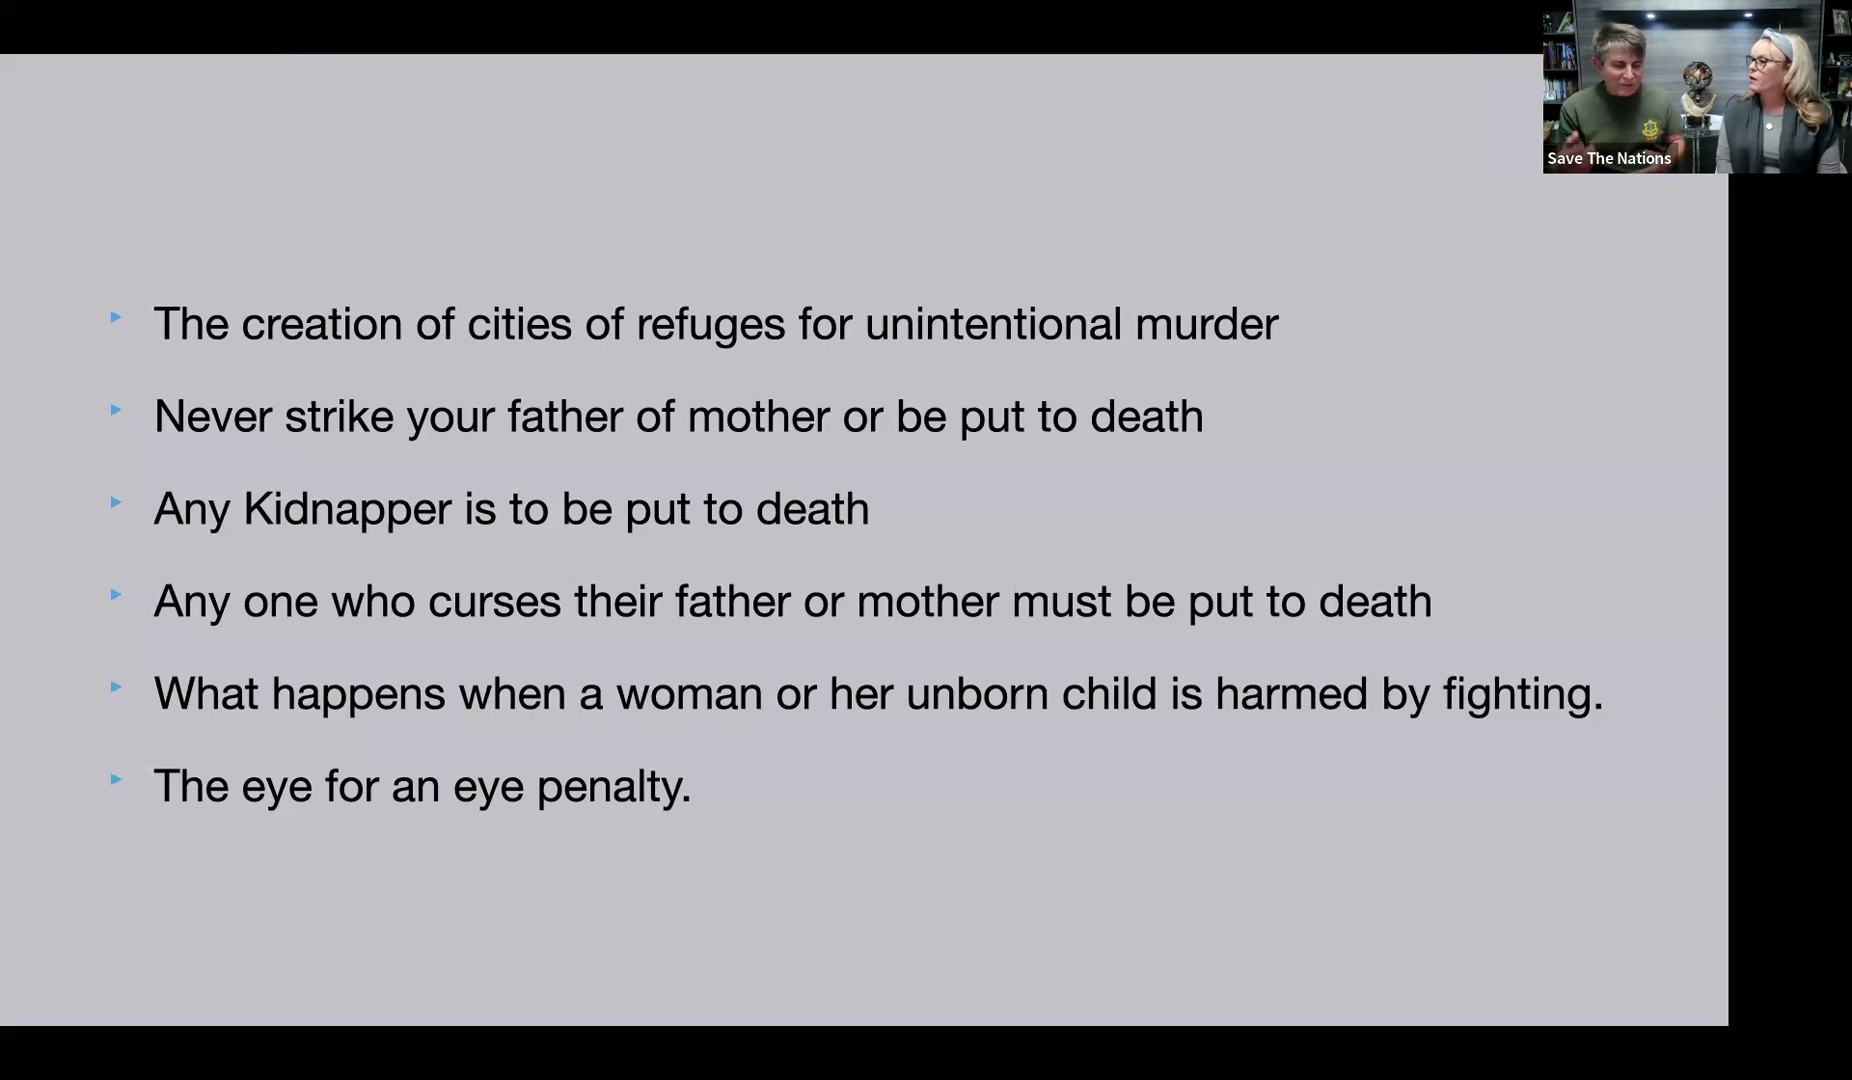 Save The Nations
The creation of cities of refuges for unintentional murder
Never strike your father of mother or be put to death
Any Kidnapper is to be put to death
Any one who curses their father or mother must be put to death
What happens when a woman or her unborn child is harmed by fighting.
The eye for an eye penalty.